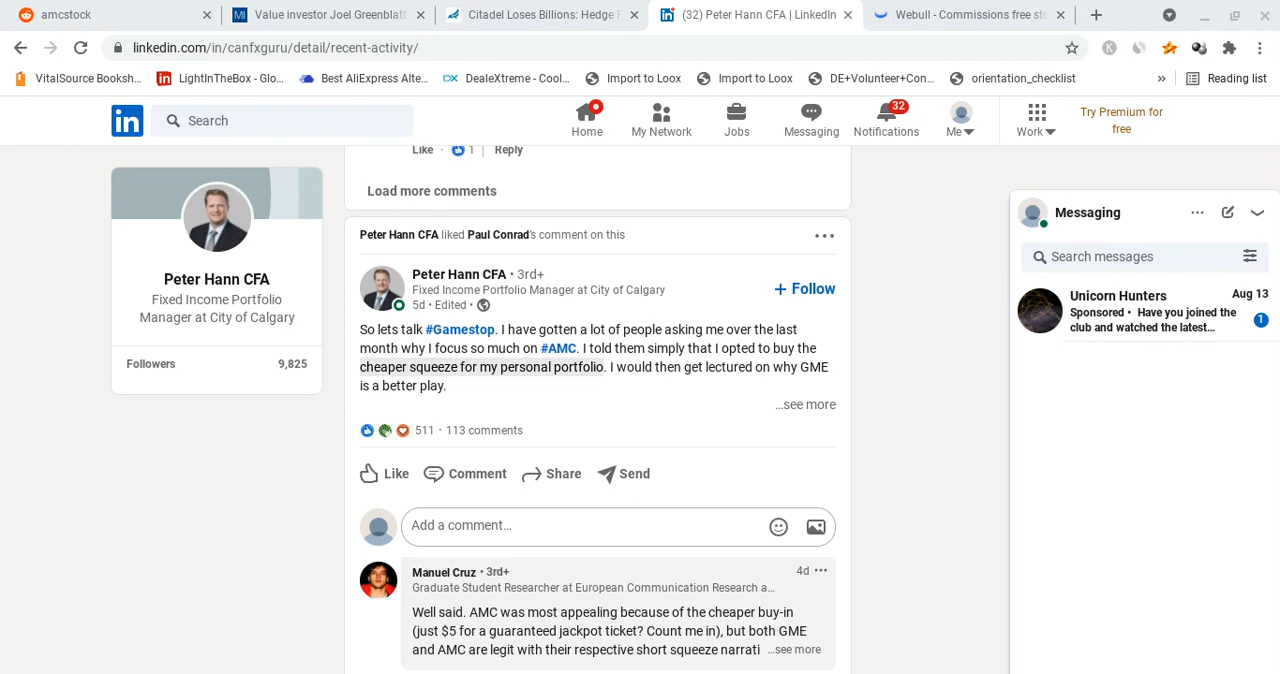 amcstock
Value investor Joel Greenblatt
Citadel Loses Billions: Hedge F
(32) Peter Hann CFA | LinkedIn
Webull - Commissions free sto
linkedin.com/in/canfxguru/detail/recent-activity/
VitalSource Booksh...
LightInTheBox - Glo...
Best AliExpress Alte...
DealeXtreme - Cool...
Import to Loox
Import to Loox
DE+Volunteer+Con...
orientation_checklist
»
Reading list
in
Search
Home
My Network
Jobs
Messaging
32
Notifications
Me
Work
Try Premium for
free
Like · 1 | Reply
Load more comments
Peter Hann CFA
Fixed Income Portfolio
Manager at City of Calgary
Followers 9,825
Peter Hann CFA liked Paul Conrad's comment on this
Peter Hann CFA • 3rd+
Fixed Income Portfolio Manager at City of Calgary
5d • Edited •
+ Follow
So lets talk #Gamestop. I have gotten a lot of people asking me over the last
month why I focus so much on #AMC. I told them simply that I opted to buy the
cheaper squeeze for my personal portfolio. I would then get lectured on why GME
is a better play.
...see more
511 · 113 comments
Like
Comment
Share
Send
Add a comment...
Manuel Cruz • 3rd+
4d
Graduate Student Researcher at European Communication Research a...
Well said. AMC was most appealing because of the cheaper buy-in
(just $5 for a guaranteed jackpot ticket? Count me in), but both GME
and AMC are legit with their respective short squeeze narrati ...see more
Messaging
Search messages
Unicorn Hunters
Aug 13
Sponsored • Have you joined the
club and watched the latest...
1